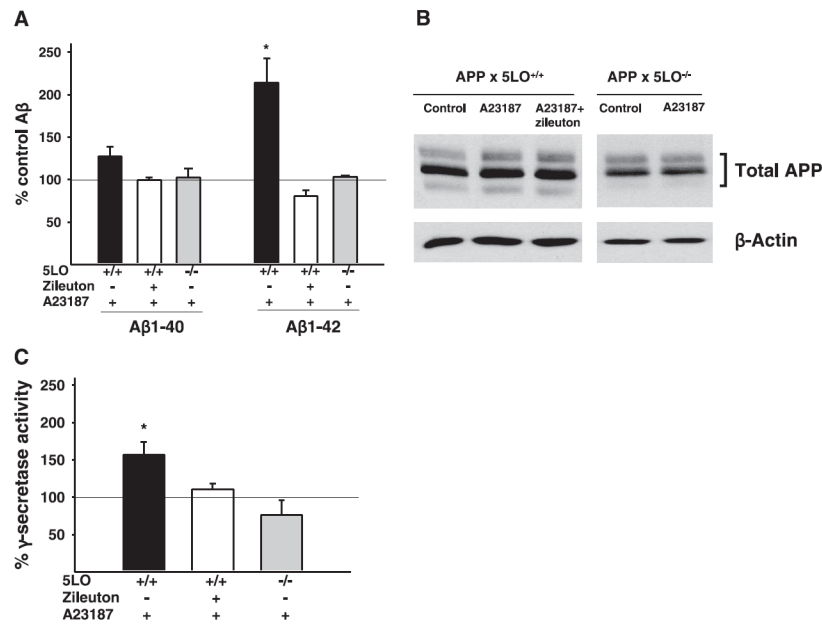 A
% control Aβ
250
200
150
100
50
*
5LO +/+ +/+ -/- +/+ +/+ -/-
Zileuton - + - - + -
A23187 + + + + + +
Aβ1-40 Aβ1-42
B
APP x 5LO+/+ APP x 5LO-/-
Control A23187 A23187+ zileuton Control A23187
Total APP
β-Actin
C
% γ-secretase activity
250
200
150
100
50
*
5LO +/+ +/+ -/-
Zileuton - + -
A23187 + + +